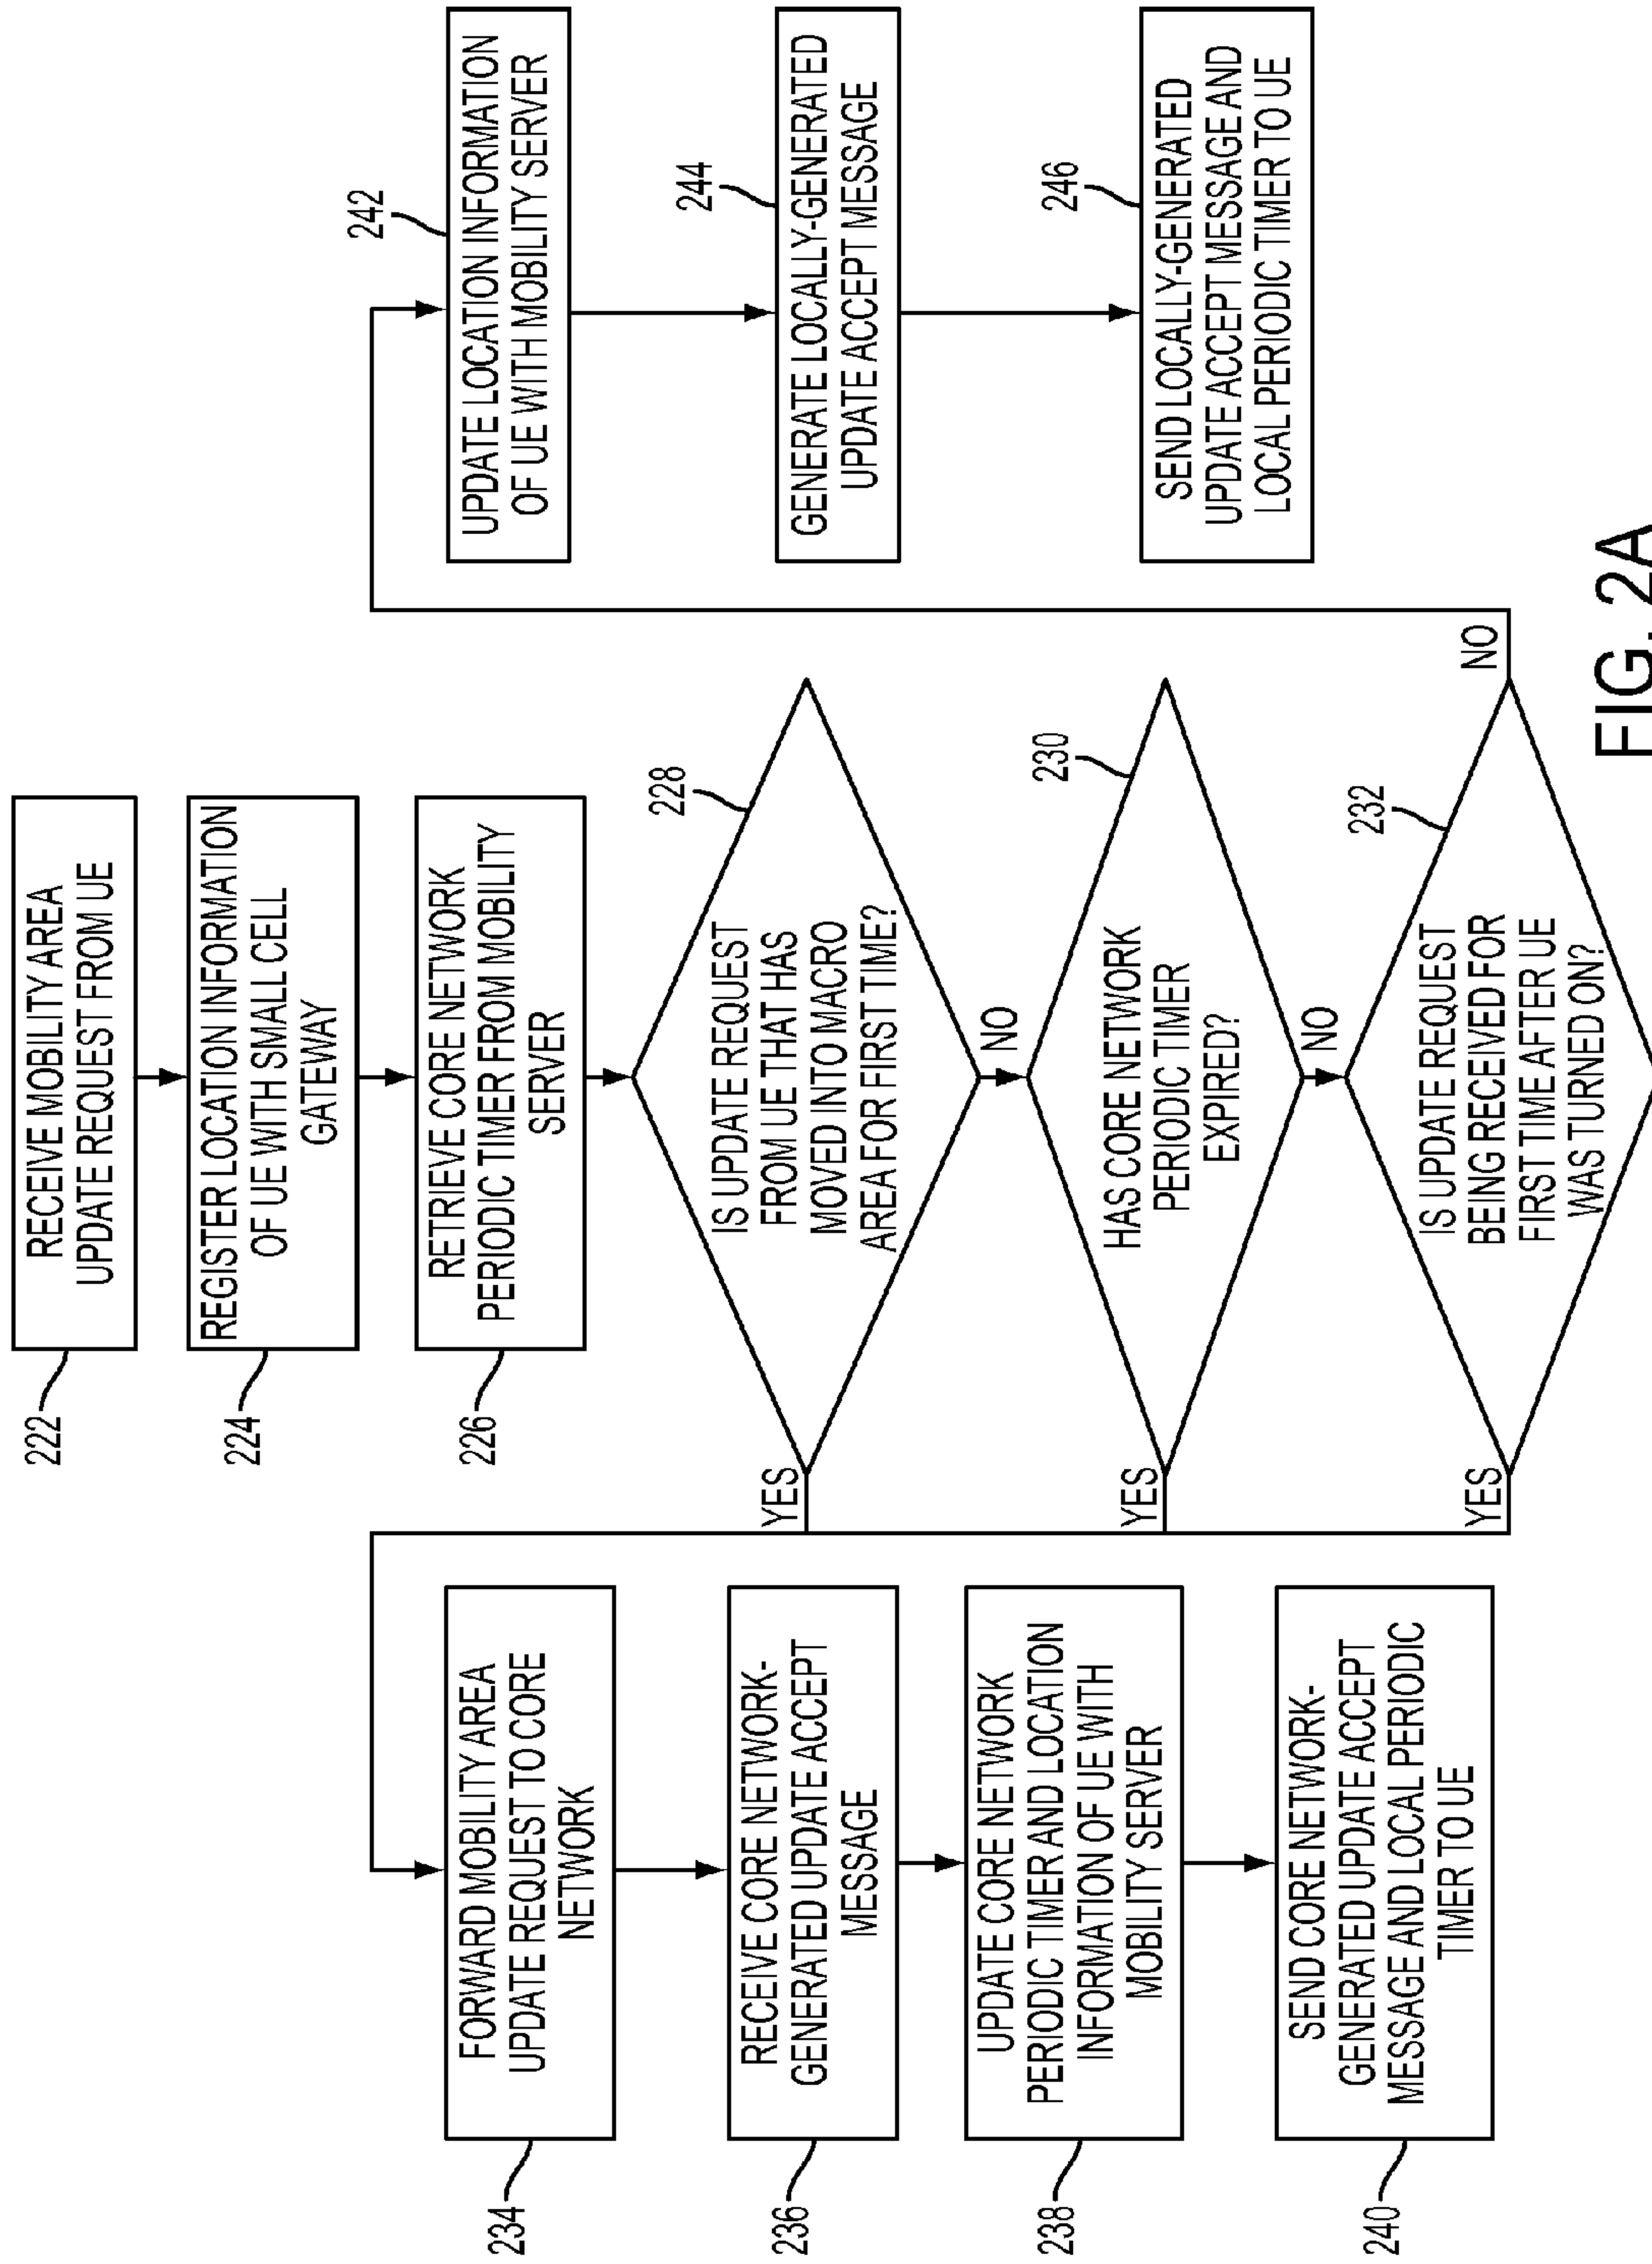 222
RECEIVE MOBILITY AREA
UPDATE REQUEST FROM UE
224
REGISTER LOCATION INFORMATION
OF UE WITH SMALL CELL
GATEWAY
226
RETRIEVE CORE NETWORK
PERIODIC TIMER FROM MOBILITY
SERVER
228
IS UPDATE REQUEST
FROM UE THAT HAS
MOVED INTO MACRO
AREA FOR FIRST TIME?
YES
NO
230
HAS CORE NETWORK
PERIODIC TIMER
EXPIRED?
YES
NO
232
IS UPDATE REQUEST
BEING RECEIVED FOR
FIRST TIME AFTER UE
WAS TURNED ON?
YES
NO
234
FORWARD MOBILITY AREA
UPDATE REQUEST TO CORE
NETWORK
236
RECEIVE CORE NETWORK-
GENERATED UPDATE ACCEPT
MESSAGE
238
UPDATE CORE NETWORK
PERIODIC TIMER AND LOCATION
INFORMATION OF UE WITH
MOBILITY SERVER
240
SEND CORE NETWORK-
GENERATED UPDATE ACCEPT
MESSAGE AND LOCAL PERIODIC
TIMER TO UE
242
UPDATE LOCATION INFORMATION
OF UE WITH MOBILITY SERVER
244
GENERATE LOCALLY-GENERATED
UPDATE ACCEPT MESSAGE
246
SEND LOCALLY-GENERATED
UPDATE ACCEPT MESSAGE AND
LOCAL PERIODIC TIMER TO UE
FIG. 2A